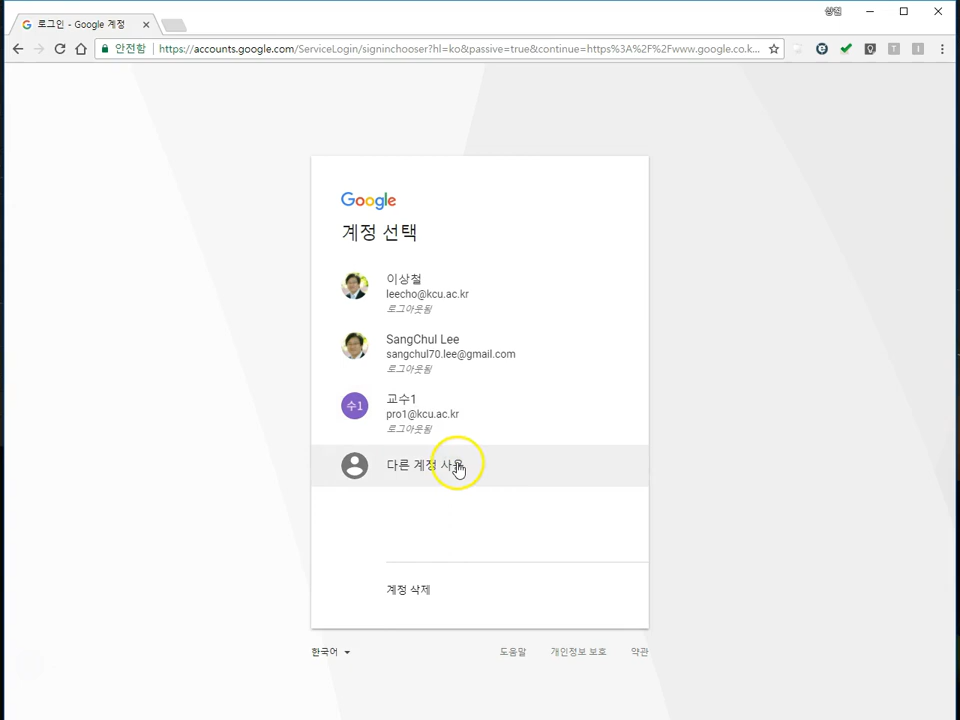 상철
로그인 - Google 계정
안전함
https://accounts.google.com/ServiceLogin/signinchooser?hl=ko&passive=true&continue=https%3A%2F%2Fwww.google.co.k...
Google
계정 선택
이상철
leecho@kcu.ac.kr
로그아웃됨
SangChul Lee
sangchul70.lee@gmail.com
로그아웃됨
수1
교수1
pro1@kcu.ac.kr
로그아웃됨
다른 계정 사용
계정 삭제
한국어
도움말
개인정보 보호
약관